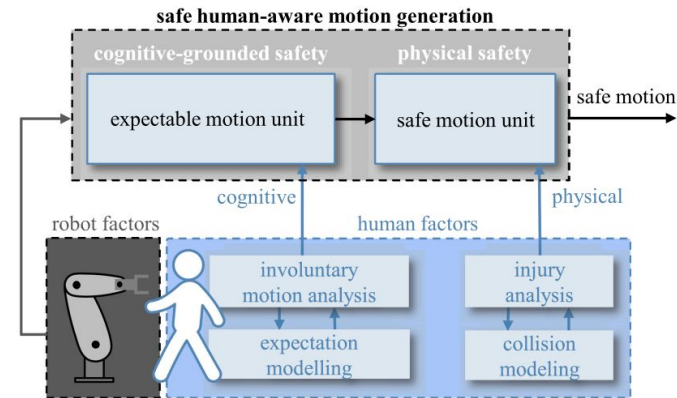 safe human-aware motion generation
cognitive-grounded safety
physical safety
expectable motion unit
safe motion unit
safe motion
cognitive
physical
robot factors
human factors
involuntary
motion analysis
injury
analysis
expectation
modelling
collision
modeling